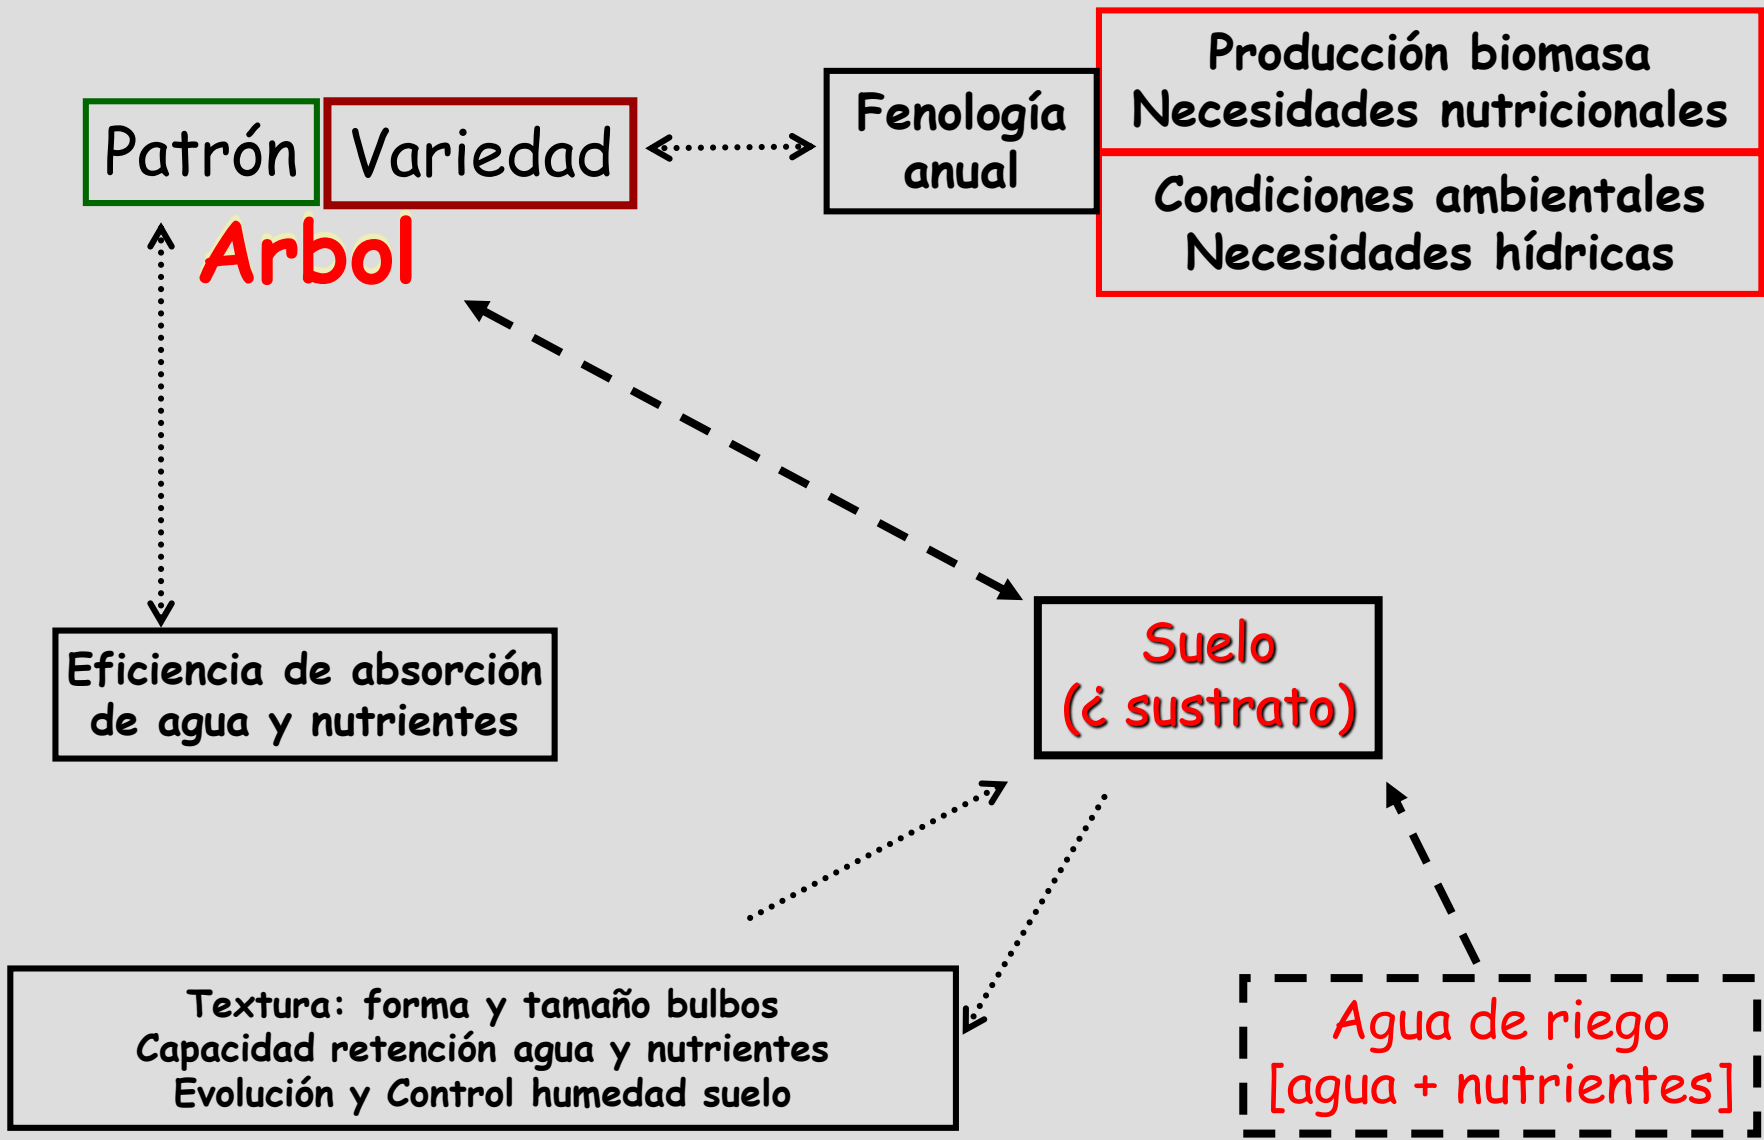 Patrón
Variedad
Arbol
Fenología
anual
Producción biomasa
Necesidades nutricionales
Condiciones ambientales
Necesidades hídricas
Eficiencia de absorción
de agua y nutrientes
Suelo
(¿ sustrato)
Textura: forma y tamaño bulbos
Capacidad retención agua y nutrientes
Evolución y Control humedad suelo
Agua de riego
[agua + nutrientes]